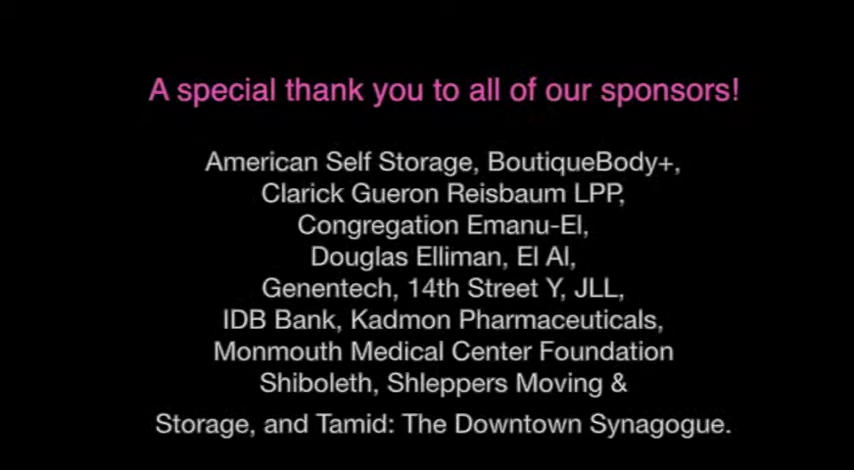 A special thank you to all of our sponsors!
American Self Storage, BoutiqueBody+,
Clarick Gueron Reisbaum LPP,
Congregation Emanu-El,
Douglas Elliman, El Al,
Genentech, 14th Street Y, JLL,
IDB Bank, Kadmon Pharmaceuticals,
Monmouth Medical Center Foundation
Shiboleth, Shleppers Moving &
Storage, and Tamid: The Downtown Synagogue.